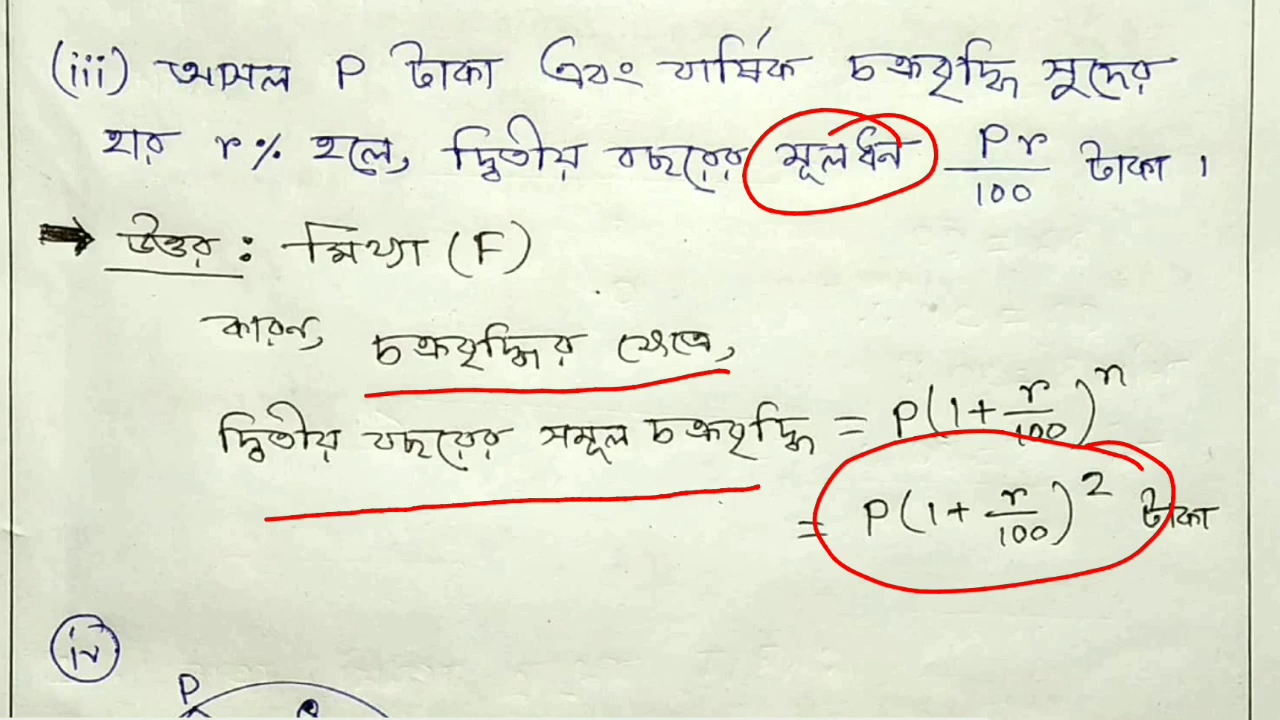 (iii) আসল P টাকা এবং বার্ষিক চক্রবৃদ্ধি সুদের
হার r% হলে, দ্বিতীয় বছরের মূলধন Pr/100 টাকা।
➡ উত্তর: মিথ্যা (F)
কারন, চক্রবৃদ্ধির ক্ষেত্রে,
দ্বিতীয় বছরের সমূল চক্রবৃদ্ধি = P(1+r/100)^n
= P(1+r/100)^2 টাকা
iv
P